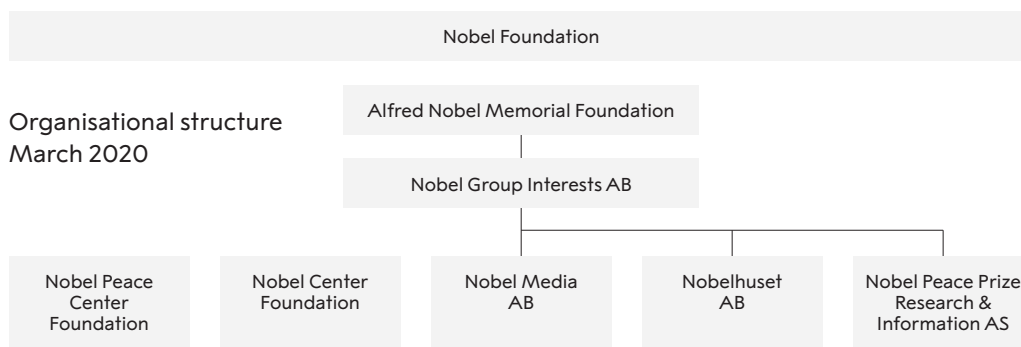 Nobel Foundation
Organisational structure
March 2020
Alfred Nobel Memorial Foundation
Nobel Group Interests AB
Nobel Peace
Center
Foundation
Nobel Center
Foundation
Nobel Media
AB
Nobelhuset
AB
Nobel Peace Prize
Research &
Information AS